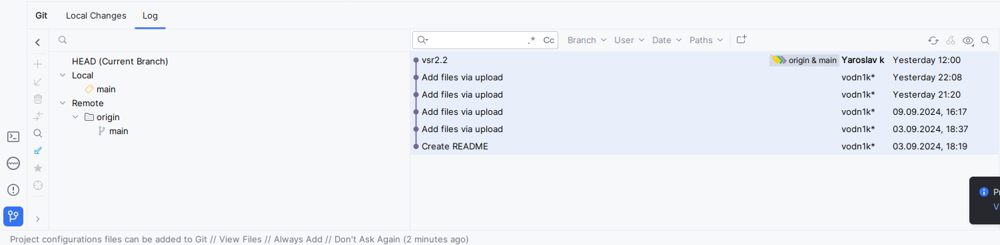 Git Local Changes Log
.* Cc Branch User Date Paths
HEAD (Current Branch)
Local
main
Remote
origin
main
vsr2.2 origin & main Yaroslav k Yesterday 12:00
Add files via upload vodn1k* Yesterday 22:08
Add files via upload vodn1k* Yesterday 21:20
Add files via upload vodn1k* 09.09.2024, 16:17
Add files via upload vodn1k* 03.09.2024, 18:37
Create README vodn1k* 03.09.2024, 18:19
Project configurations files can be added to Git // View Files // Always Add // Don't Ask Again (2 minutes ago)